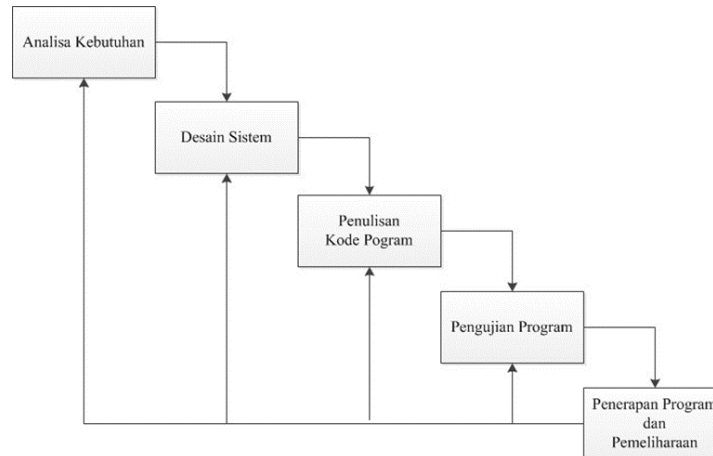 Analisa Kebutuhan
Desain Sistem
Penulisan
Kode Pogram
Pengujian Program
Penerapan Program
dan
Pemeliharaan